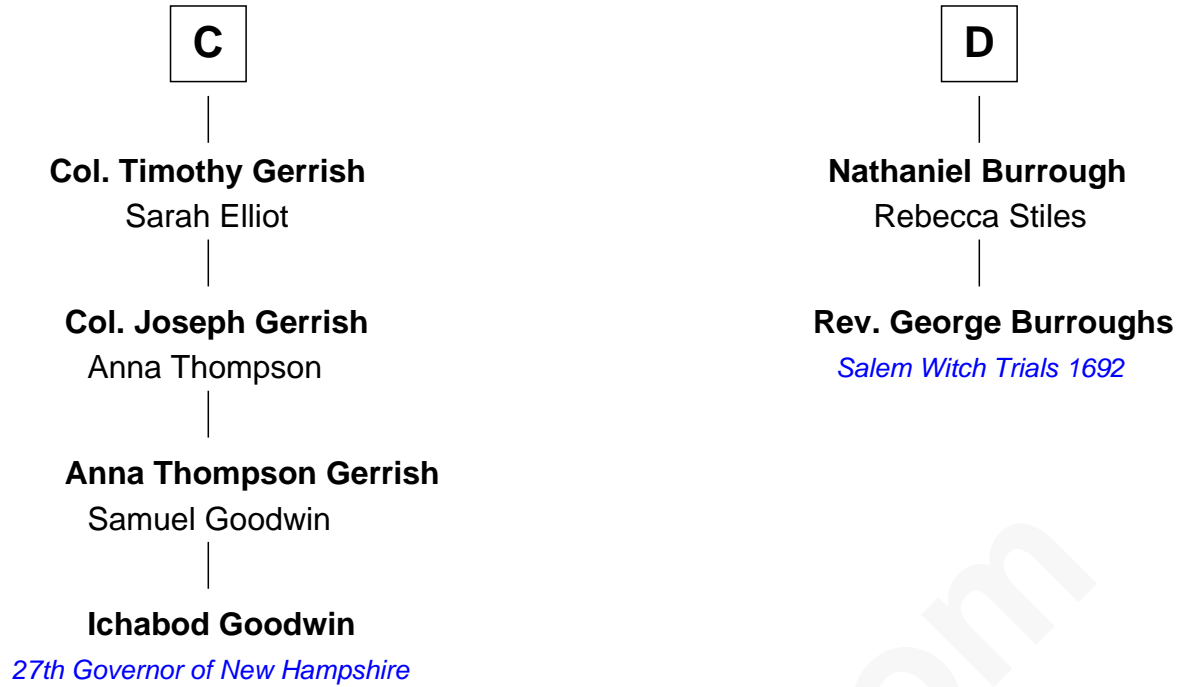 C
Col. Timothy Gerrish
Sarah Elliot
Col. Joseph Gerrish
Anna Thompson
Anna Thompson Gerrish
Samuel Goodwin
Ichabod Goodwin
27th Governor of New Hampshire
D
Nathaniel Burrough
Rebecca Stiles
Rev. George Burroughs
Salem Witch Trials 1692
om